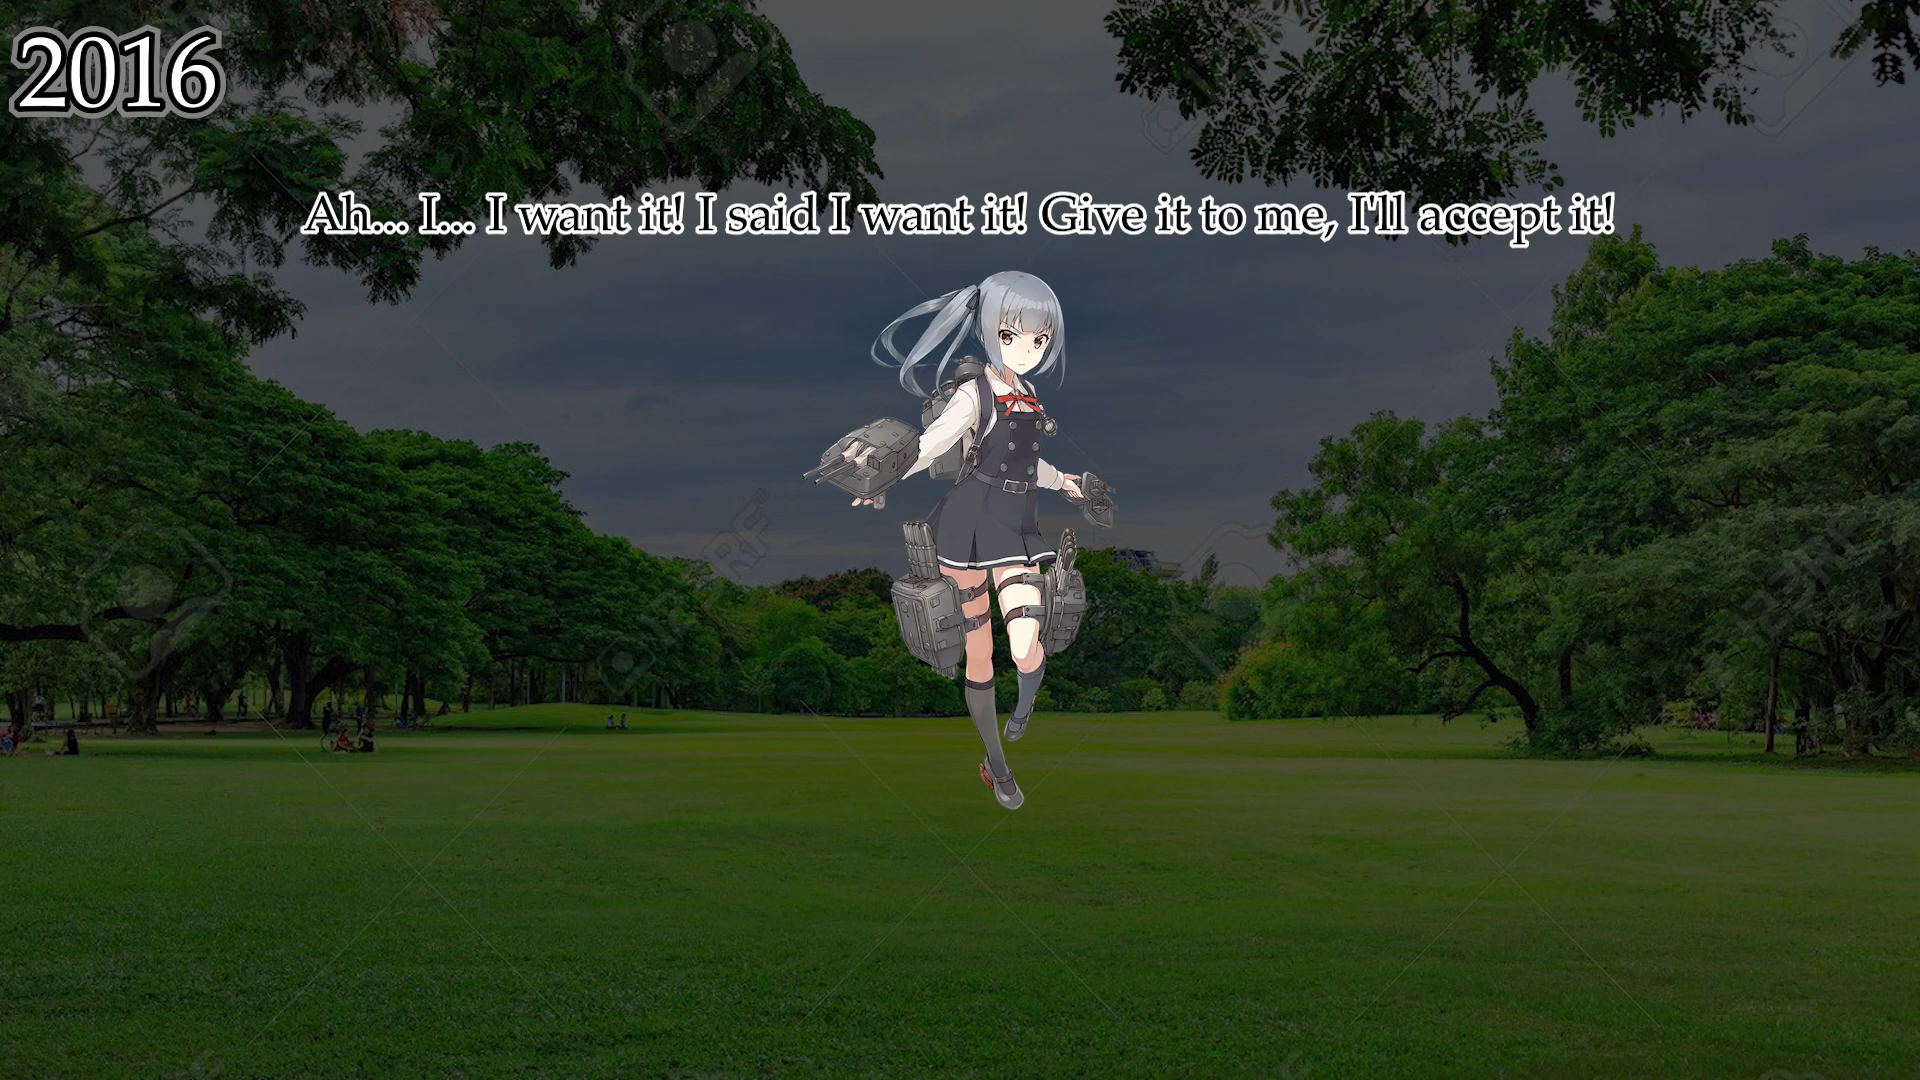 2016
Ah... I... I want it! I said I want it! Give it to me, I'll accept it!